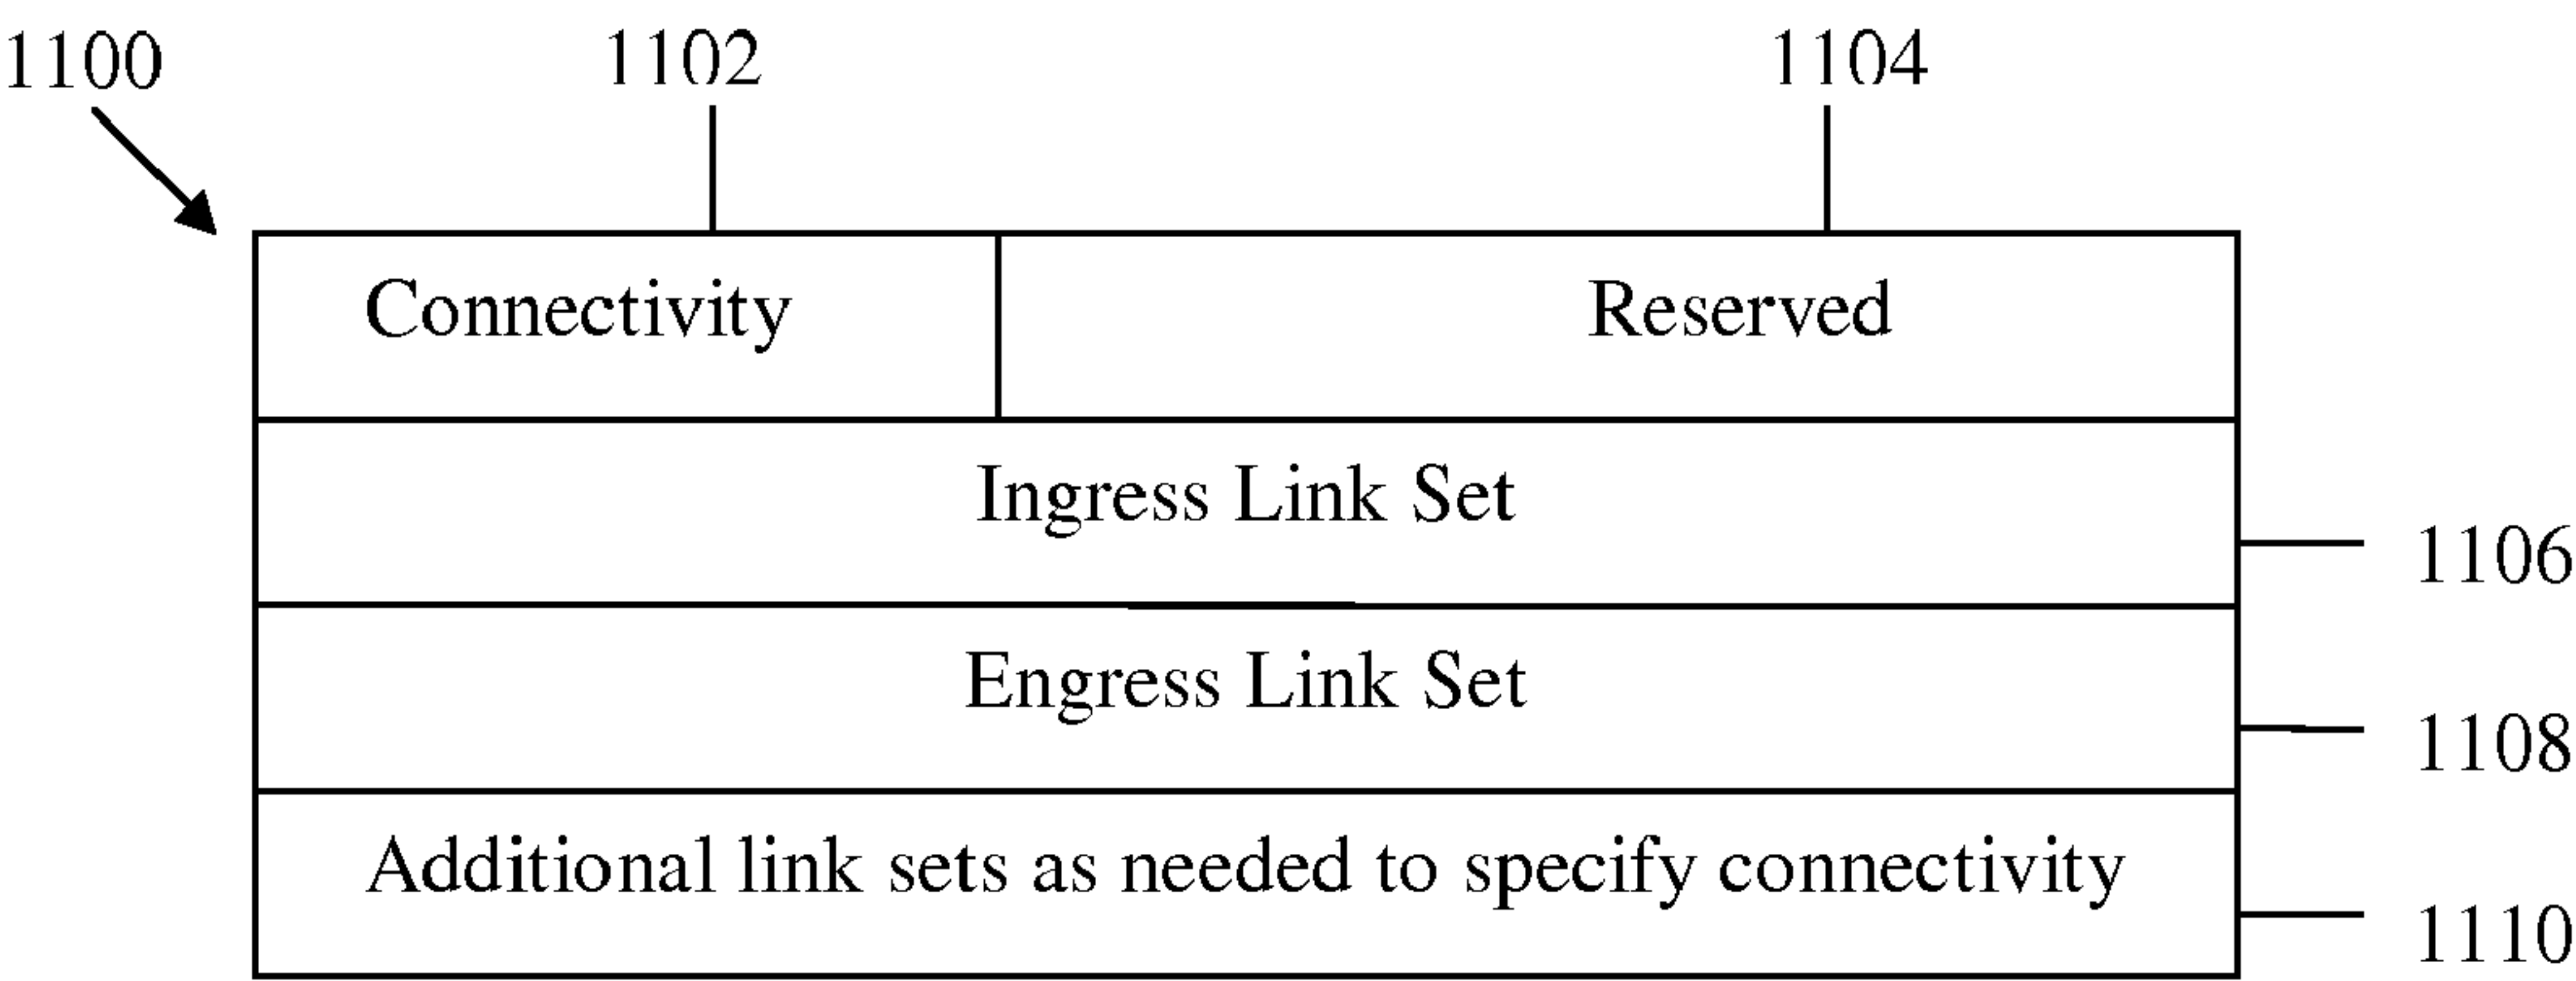 1100 1102 1104
Connectivity Reserved
Ingress Link Set
1106
Engress Link Set
1108
Additional link sets as needed to specify connectivity
1110